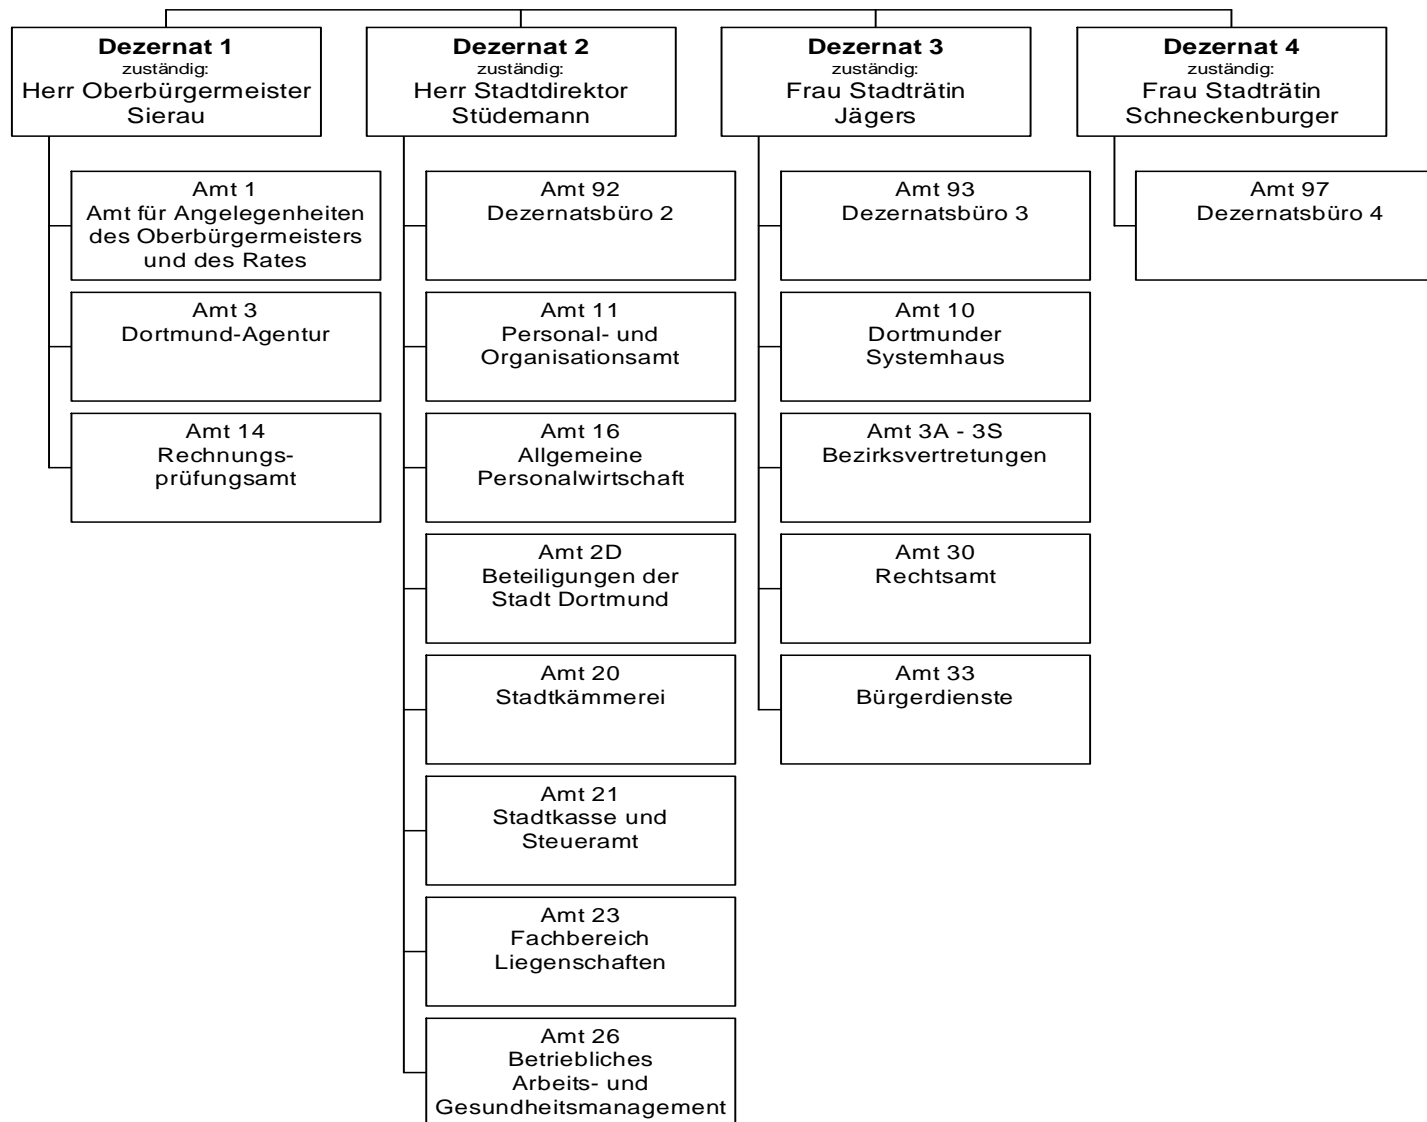 Dezernat 1
zuständig:
Herr Oberbürgermeister
Sierau
Amt 1
Amt für Angelegenheiten
des Oberbürgermeisters
und des Rates
Amt 3
Dortmund-Agentur
Amt 14
Rechnungs-
prüfungsamt
Dezernat 2
zuständig:
Herr Stadtdirektor
Stüdemann
Amt 92
Dezernatsbüro 2
Amt 11
Personal- und
Organisationsamt
Amt 16
Allgemeine
Personalwirtschaft
Amt 2D
Beteiligungen der
Stadt Dortmund
Amt 20
Stadtkämmerei
Amt 21
Stadtkasse und
Steueramt
Amt 23
Fachbereich
Liegenschaften
Amt 26
Betriebliches
Arbeits- und
Gesundheitsmanagement
Dezernat 3
zuständig:
Frau Stadträtin
Jägers
Amt 93
Dezernatsbüro 3
Amt 10
Dortmunder
Systemhaus
Amt 3A - 3S
Bezirksvertretungen
Amt 30
Rechtsamt
Amt 33
Bürgerdienste
Dezernat 4
zuständig:
Frau Stadträtin
Schneckenburger
Amt 97
Dezernatsbüro 4